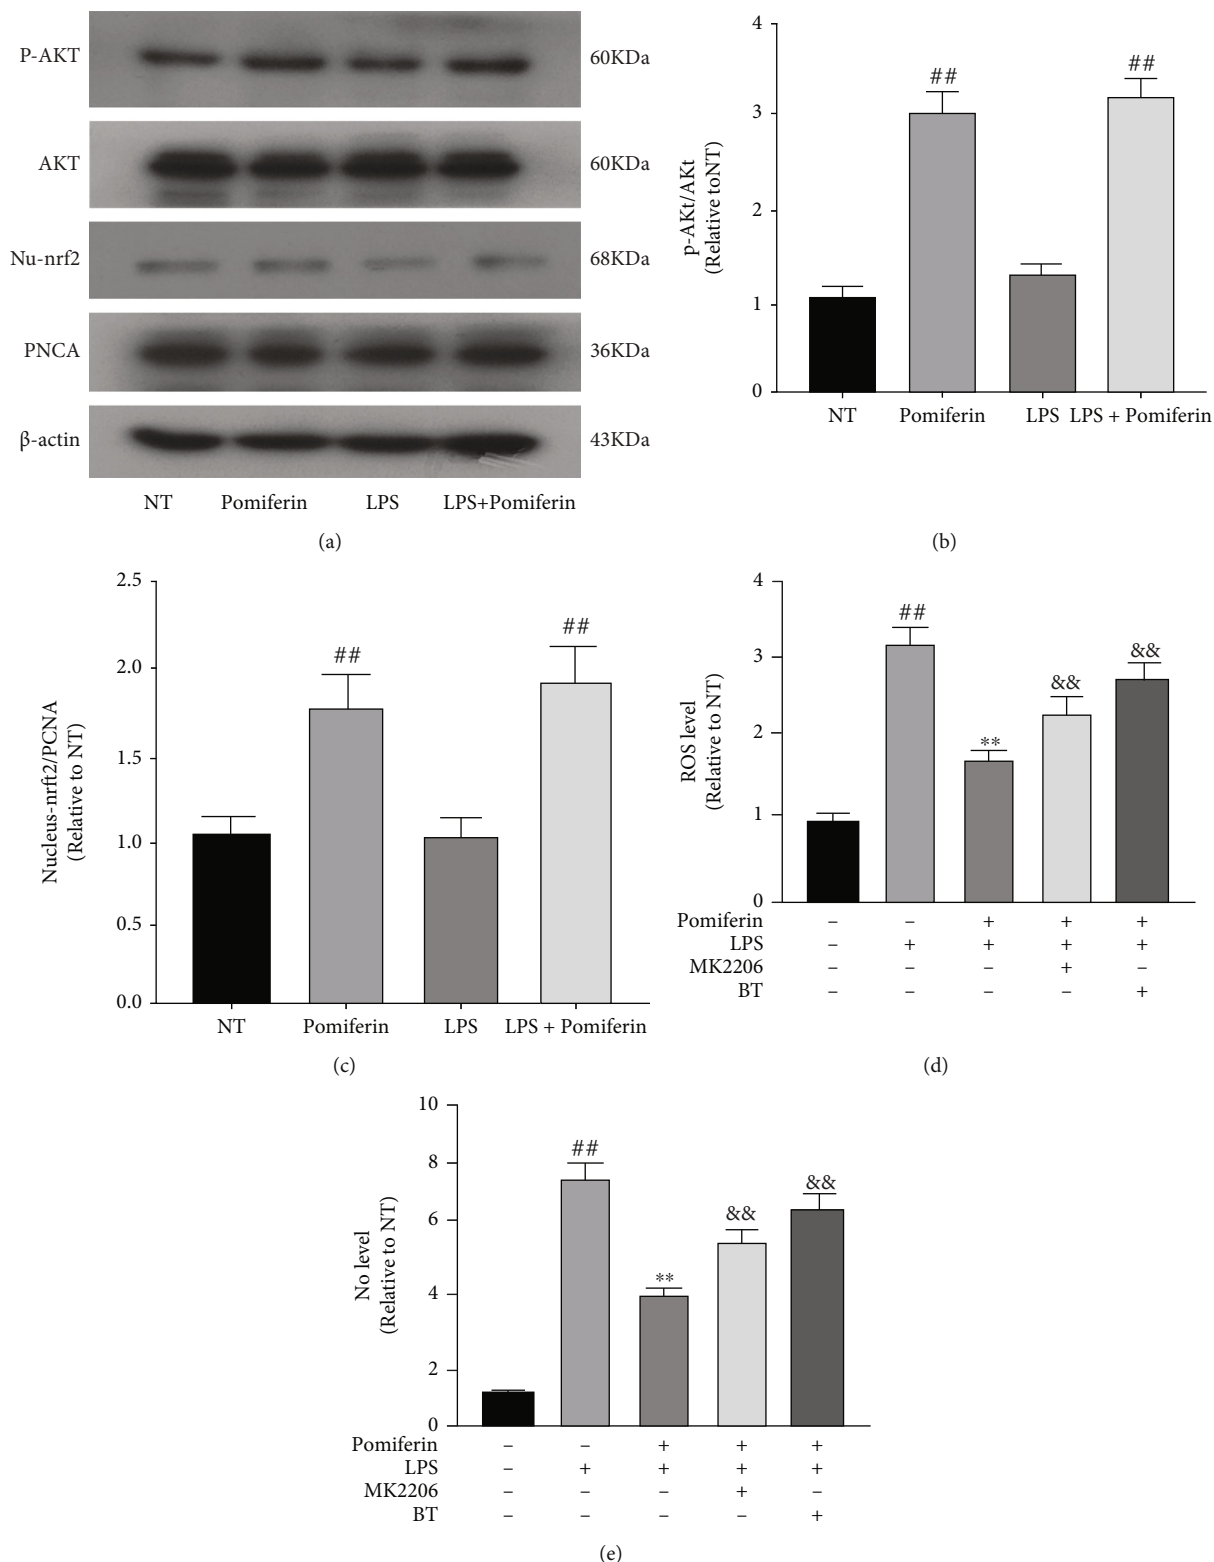 P-AKT 60KDa
AKT 60KDa
Nu-nrf2 68KDa
PNCA 36KDa
β-actin 43KDa
NT Pomiferin LPS LPS+Pomiferin
(a)
4
3
2
1
0
p-AKt/AKt
(Relative toNT)
##
##
NT Pomiferin LPS LPS + Pomiferin
(b)
2.5
2.0
1.5
1.0
0.5
0.0
Nucleus-nrft2/PCNA
(Relative to NT)
##
##
NT Pomiferin LPS LPS + Pomiferin
(c)
4
3
2
1
0
ROS level
(Relative to NT)
##
**
&&
&&
Pomiferin – – + + +
LPS – + + + +
MK2206 – – – + –
BT – – – – +
(d)
10
8
6
4
2
0
No level
(Relative to NT)
##
**
&&
&&
Pomiferin – – + + +
LPS – + + + +
MK2206 – – – + –
BT – – – – +
(e)